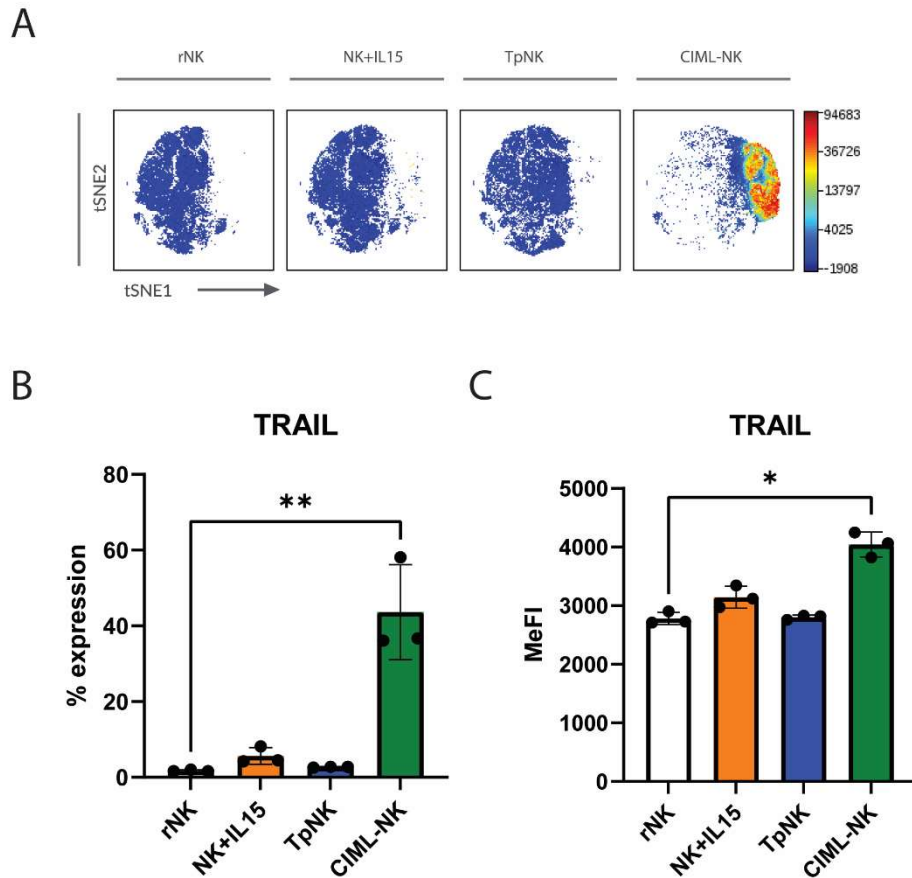 A
rNK
NK+IL15
TpNK
CIML-NK
tSNE2
94683
36726
13797
4025
-1908
tSNE1
B
TRAIL
**
% expression
80
60
40
20
0
rNK
NK+IL15
TpNK
CIML-NK
C
TRAIL
*
MeFI
5000
4000
3000
2000
1000
0
rNK
NK+IL15
TpNK
CIML-NK